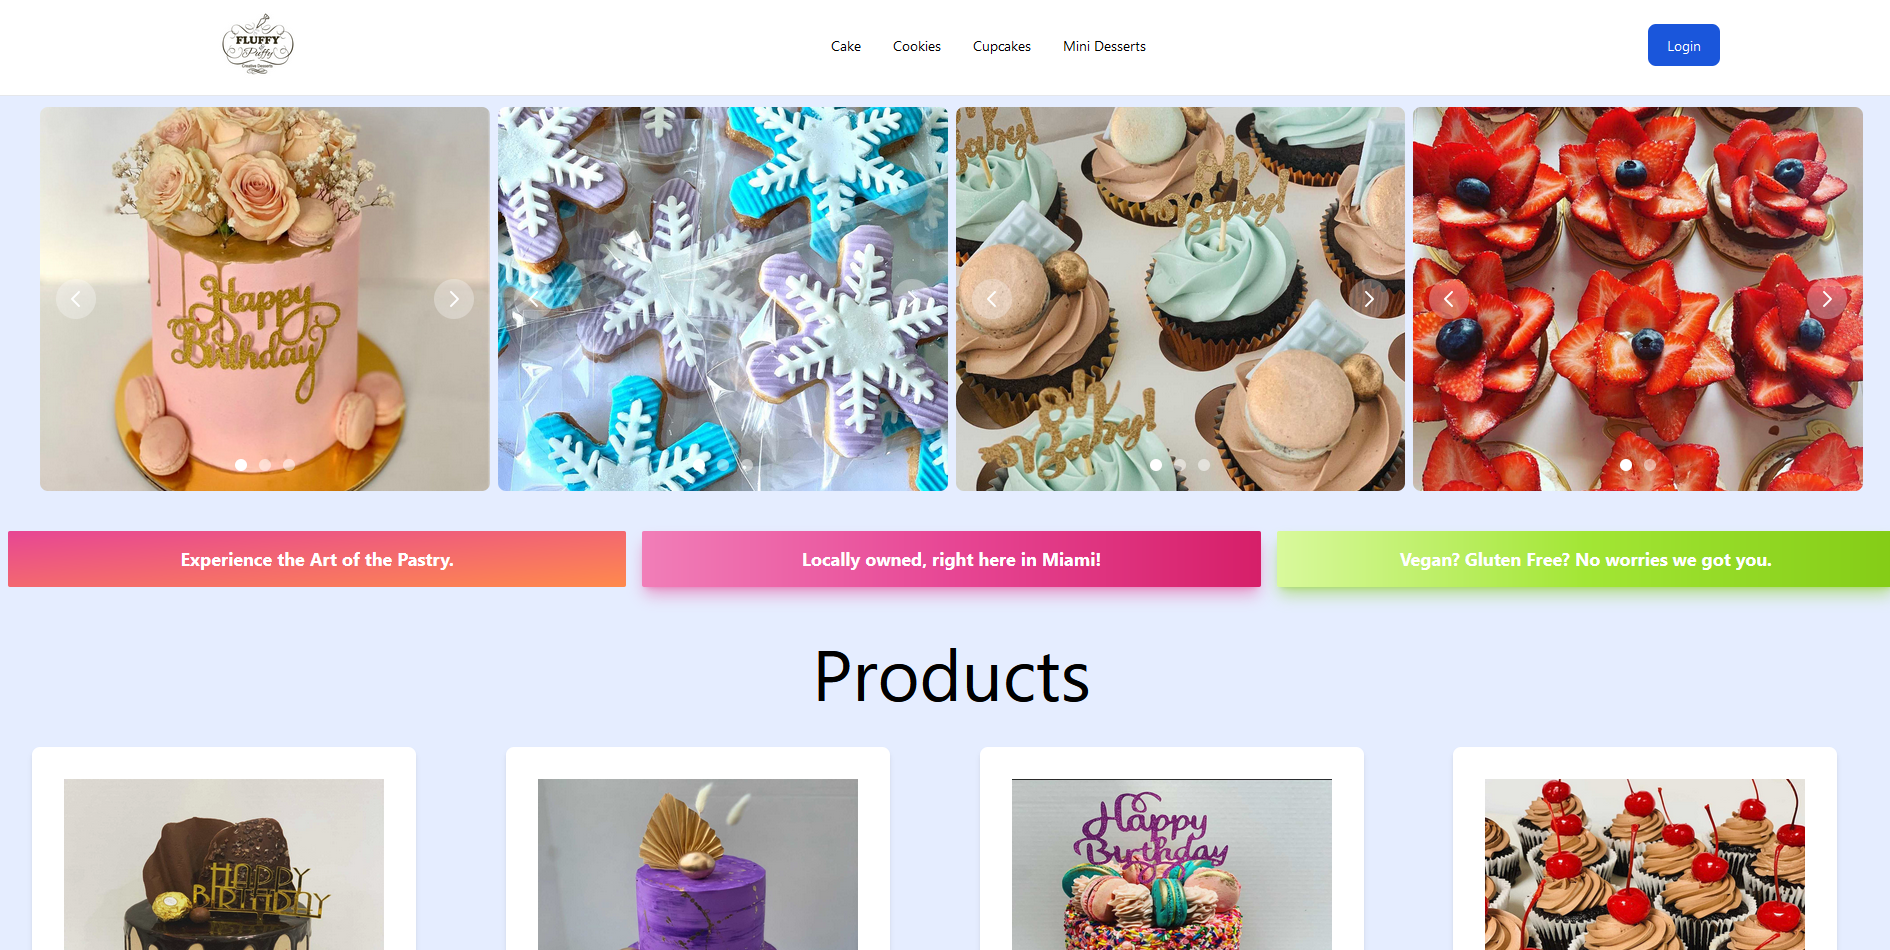 FLUFFY
Puffy
Creative Desserts
Cake
Cookies
Cupcakes
Mini Desserts
Login
Happy
Birthday
Baby!
Oh
Baby!
Oh
Baby!
Experience the Art of the Pastry.
Locally owned, right here in Miami!
Vegan? Gluten Free? No worries we got you.
Products
HAPPY
BIRTHDAY
Happy
Birthday